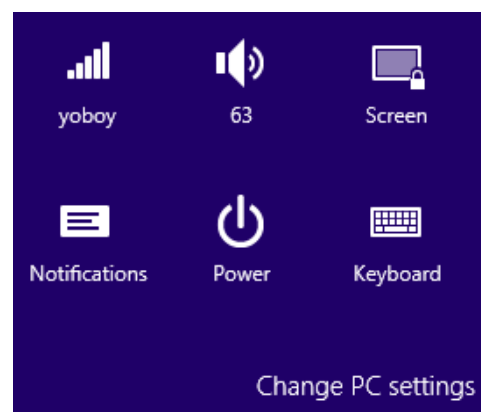 yoboy 63 Screen
Notifications Power Keyboard
Change PC settings